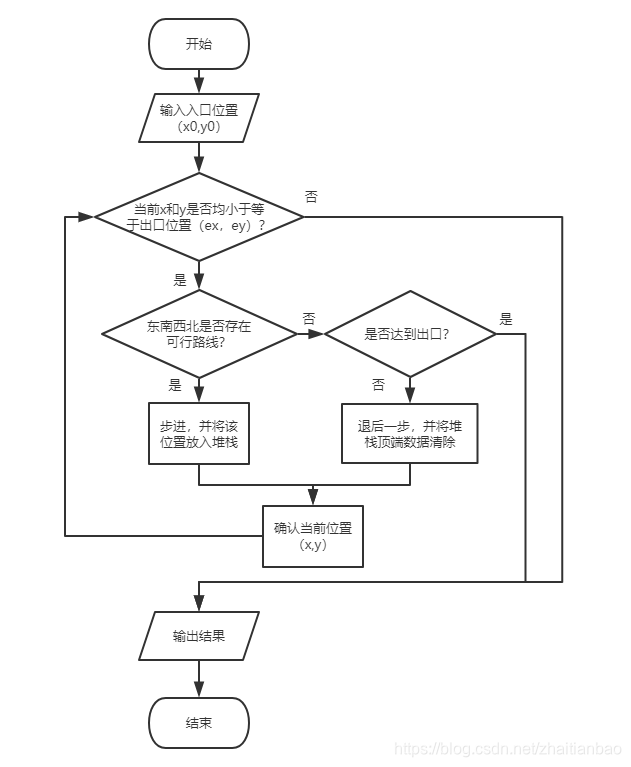 开始
输入入口位置
（x0,y0）
当前x和y是否均小于等
于出口位置（ex，ey）？
否
是
东南西北是否存在
可行路线？
否
是否达到出口？
是
是
否
步进，并将该
位置放入堆栈
退后一步，并将堆
栈顶端数据清除
确认当前位置
（x,y）
输出结果
结束
https://blog.csdn.net/zhaitianbao